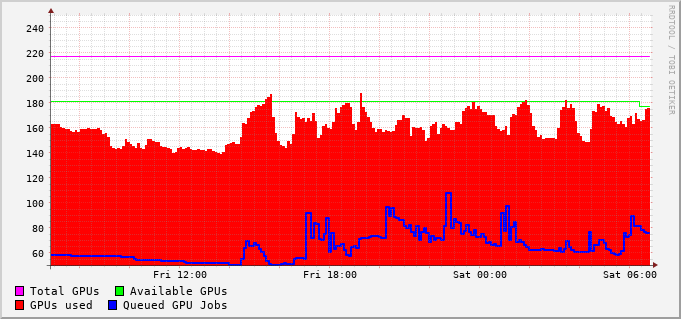 240
220
200
180
160
140
120
100
80
60
Fri 12:00 Fri 18:00 Sat 00:00 Sat 06:00
Total GPUs Available GPUs
GPUs used Queued GPU Jobs
RRDTOOL / TOBI OETIKER